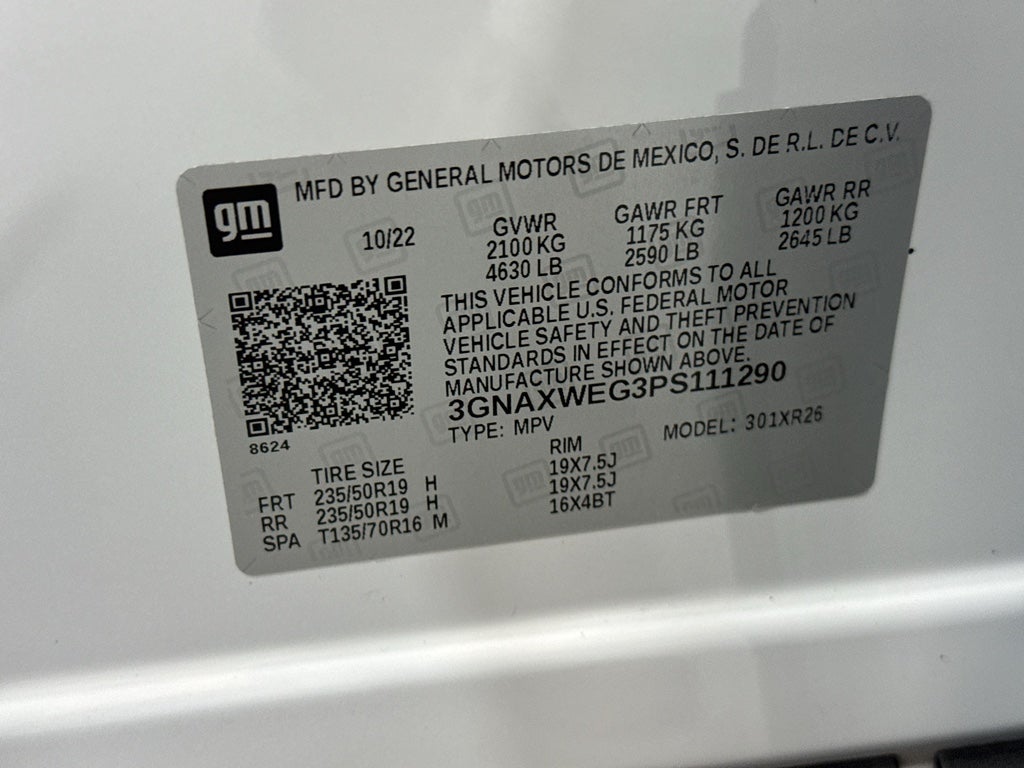 gm
MFD BY GENERAL MOTORS DE MEXICO, S. DE R.L. DE C.V.
10/22
GVWR
2100 KG
4630 LB
GAWR FRT
1175 KG
2590 LB
GAWR RR
1200 KG
2645 LB
THIS VEHICLE CONFORMS TO ALL
APPLICABLE U.S. FEDERAL MOTOR
VEHICLE SAFETY AND THEFT PREVENTION
STANDARDS IN EFFECT ON THE DATE OF
MANUFACTURE SHOWN ABOVE.
3GNAXWEG3PS111290
TYPE: MPV MODEL: 301XR26
8624
TIRE SIZE RIM
FRT 235/50R19 H 19X7.5J
RR 235/50R19 H 19X7.5J
SPA T135/70R16 M 16X4BT